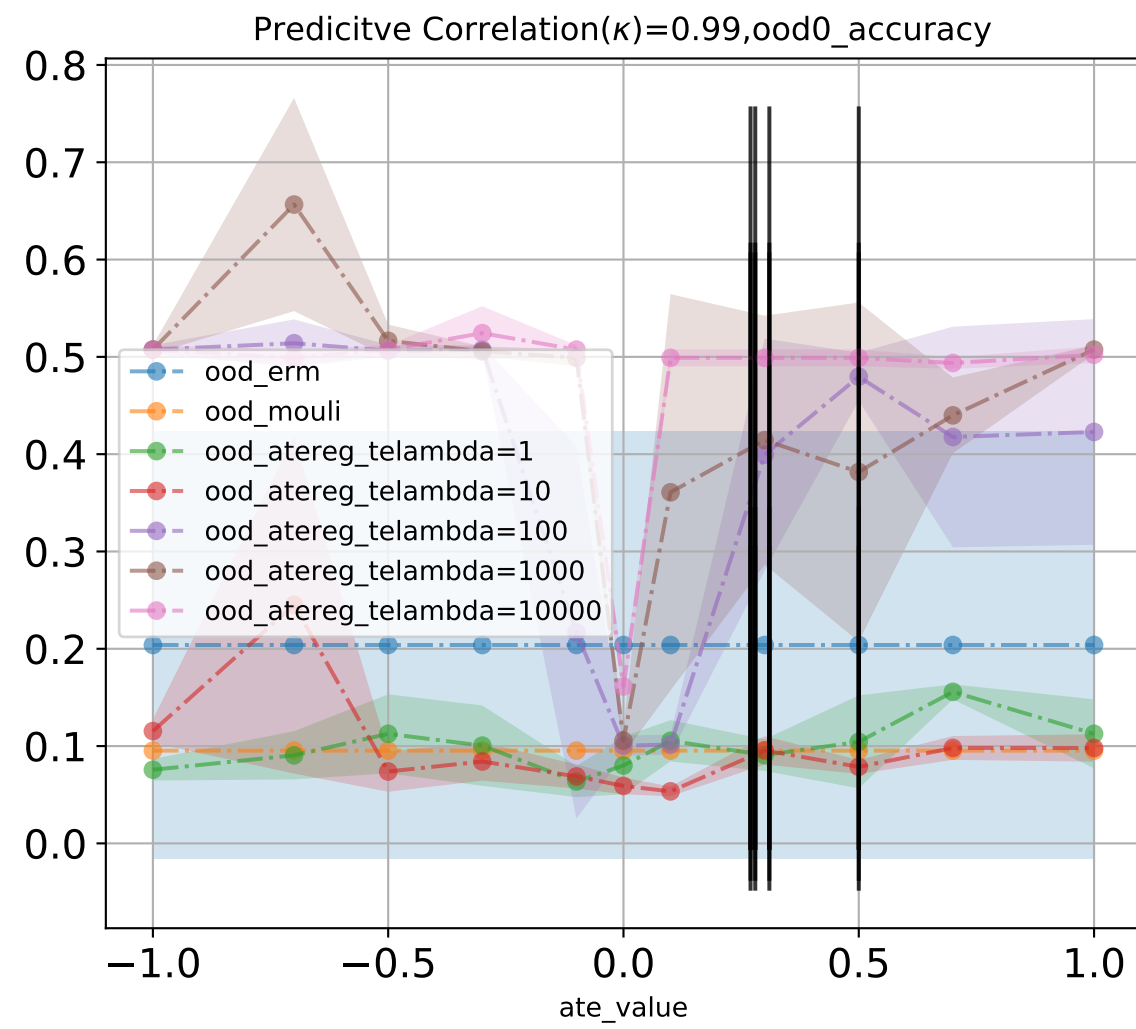 Predicitve Correlation(κ)=0.99,ood0_accuracy
0.8
0.7
0.6
0.5
0.4
0.3
0.2
0.1
0.0
ood_erm
ood_mouli
ood_atereg_telambda=1
ood_atereg_telambda=10
ood_atereg_telambda=100
ood_atereg_telambda=1000
ood_atereg_telambda=10000
−1.0 −0.5 0.0 0.5 1.0
ate_value